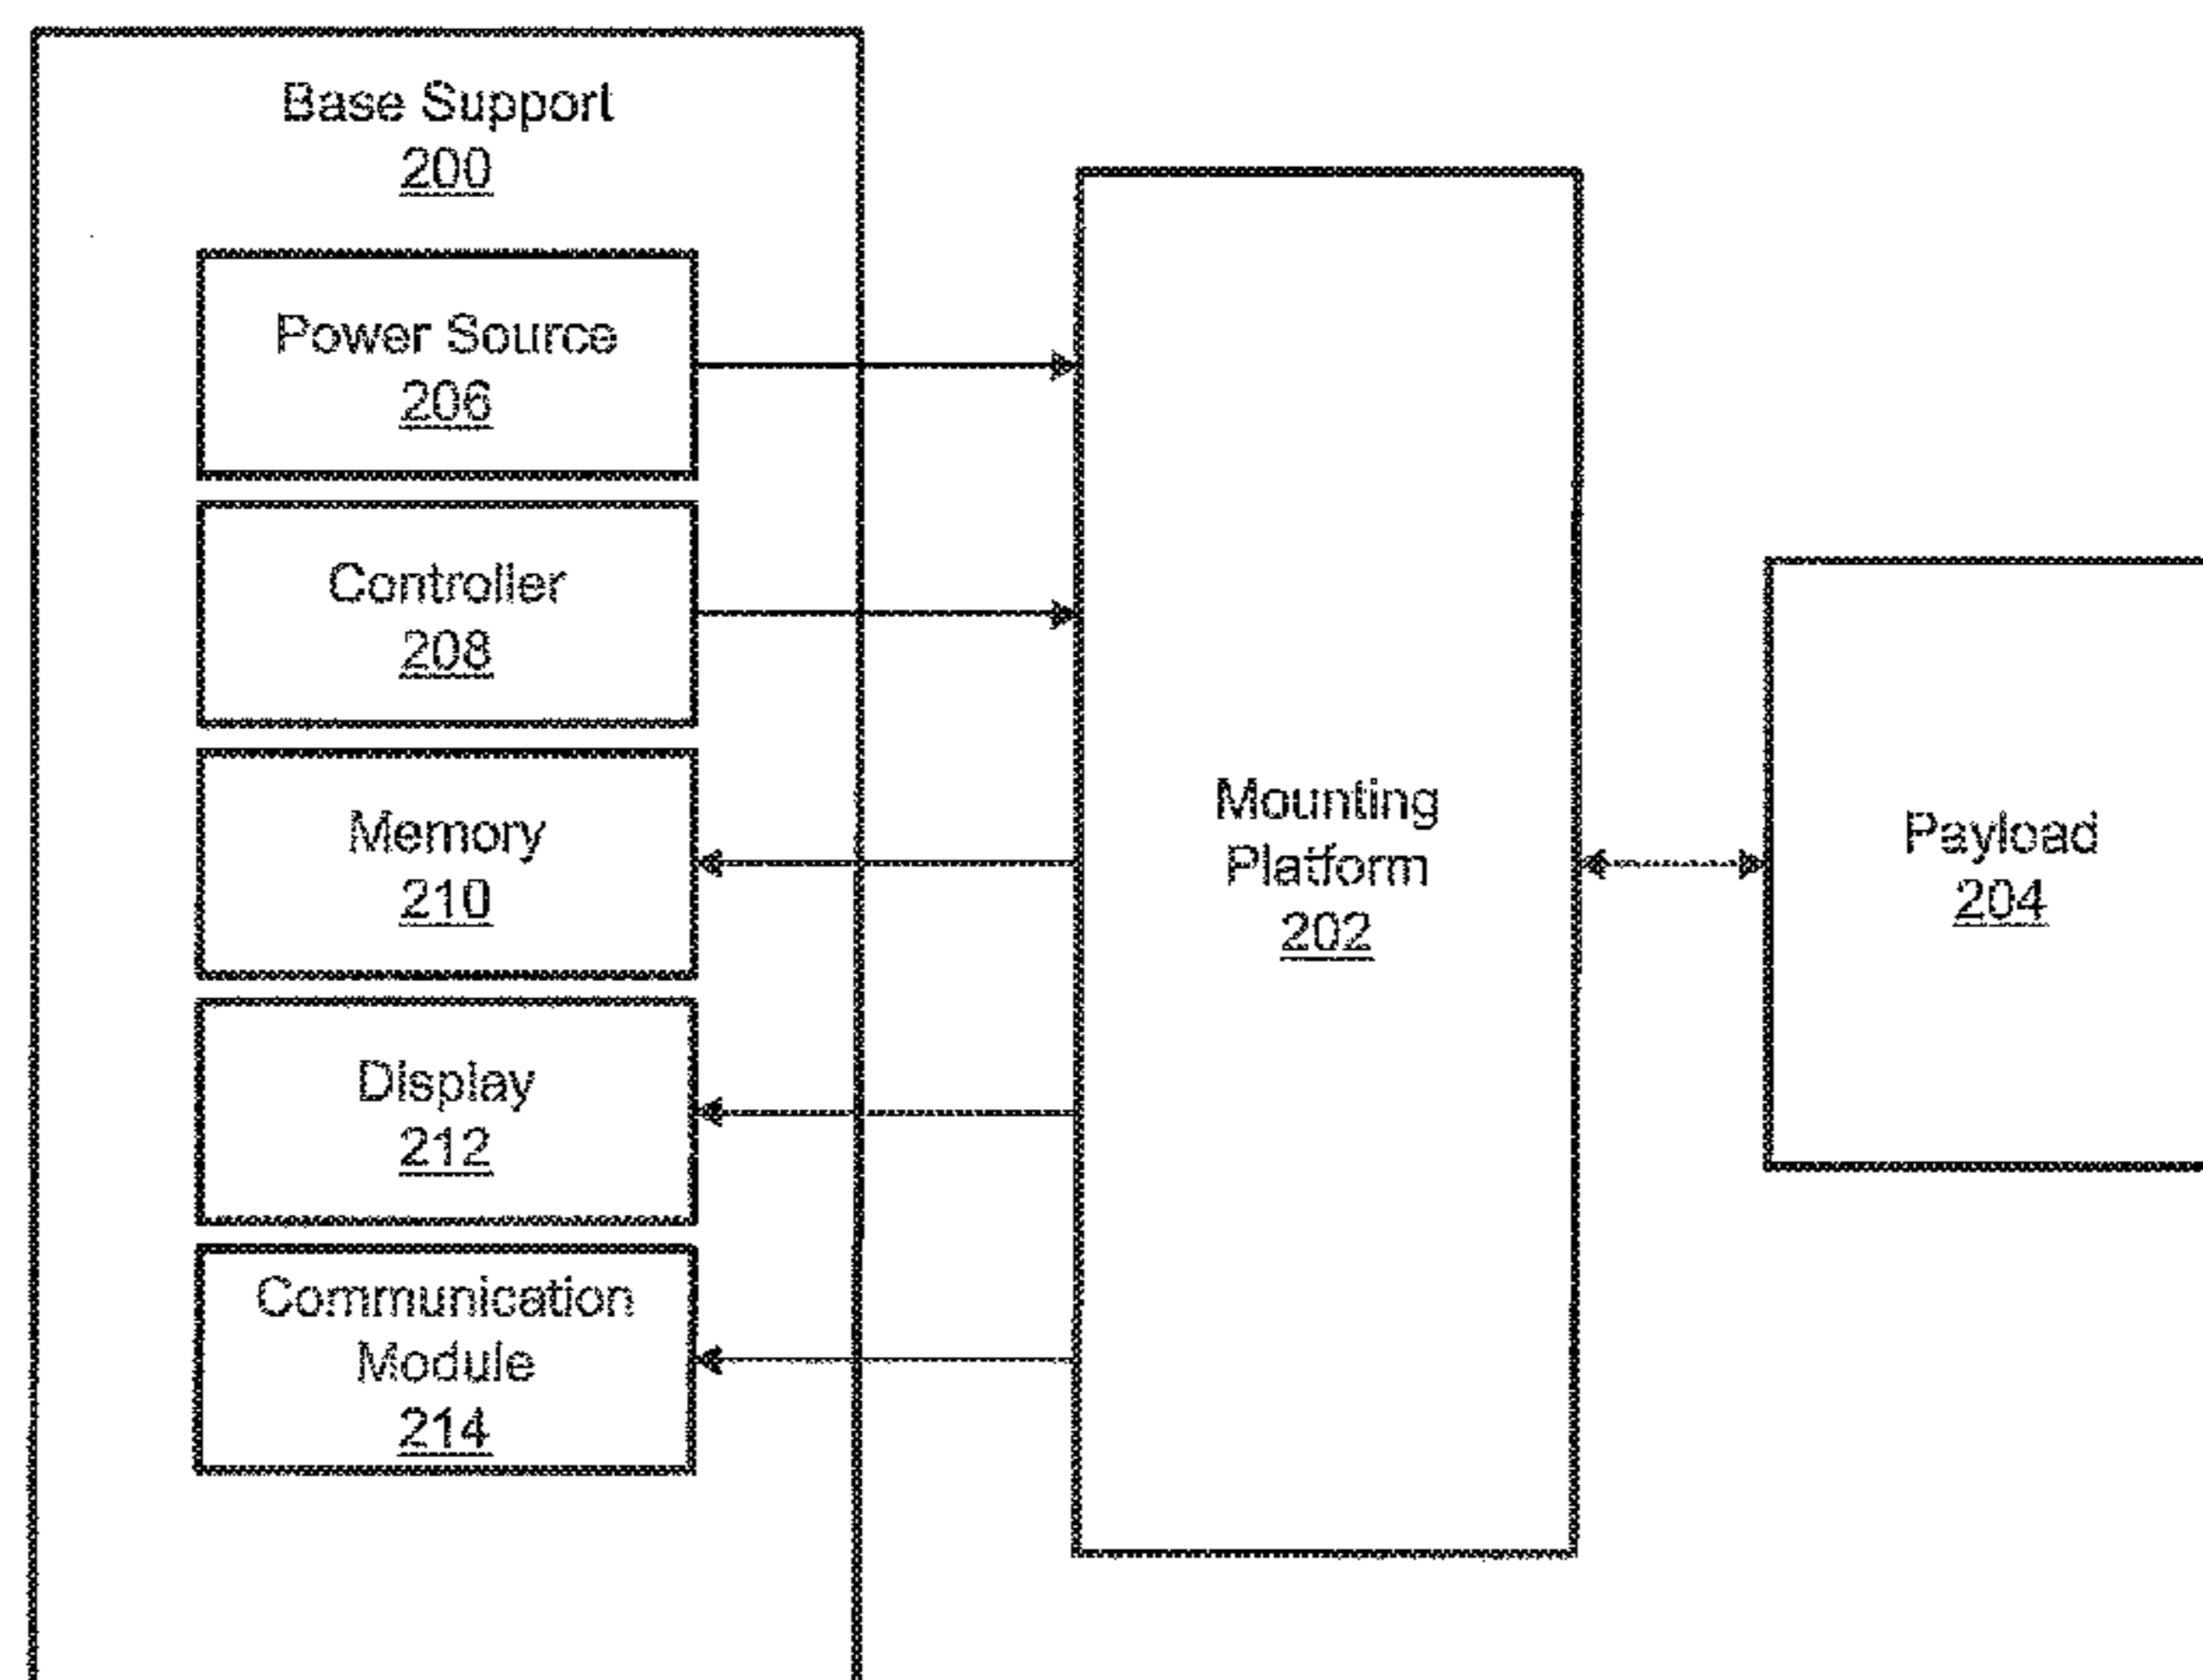 Base Support
200
Power Source
206
Controller
208
Memory
210
Display
212
Communication
Module
214
Mounting
Platform
202
Payload
204